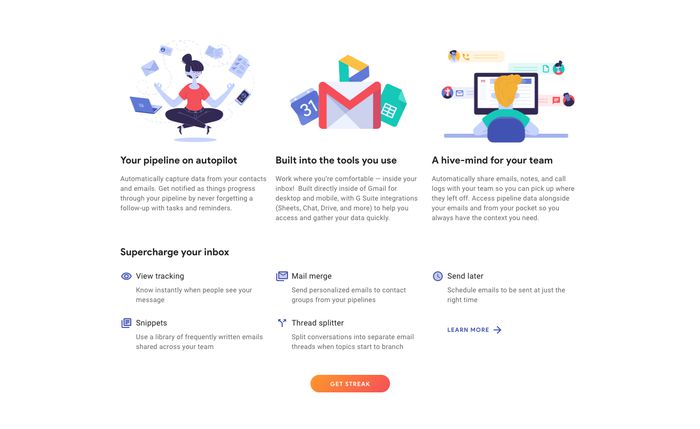 31
Your pipeline on autopilot
Automatically capture data from your contacts
and emails. Get notified as things progress
through your pipeline by never forgetting a
follow-up with tasks and reminders.
Built into the tools you use
Work where you're comfortable — inside your
inbox! Built directly inside of Gmail for
desktop and mobile, with G Suite integrations
(Sheets, Chat, Drive, and more) to help you
access and gather your data quickly.
A hive-mind for your team
Automatically share emails, notes, and call
logs with your team so you can pick up where
they left off. Access pipeline data alongside
your emails and from your pocket so you
always have the context you need.
Supercharge your inbox
View tracking
Know instantly when people see your
message
Mail merge
Send personalized emails to contact
groups from your pipelines
Send later
Schedule emails to be sent at just the
right time
Snippets
Use a library of frequently written emails
shared across your team
Thread splitter
Split conversations into separate email
threads when topics start to branch
LEARN MORE
GET STREAK